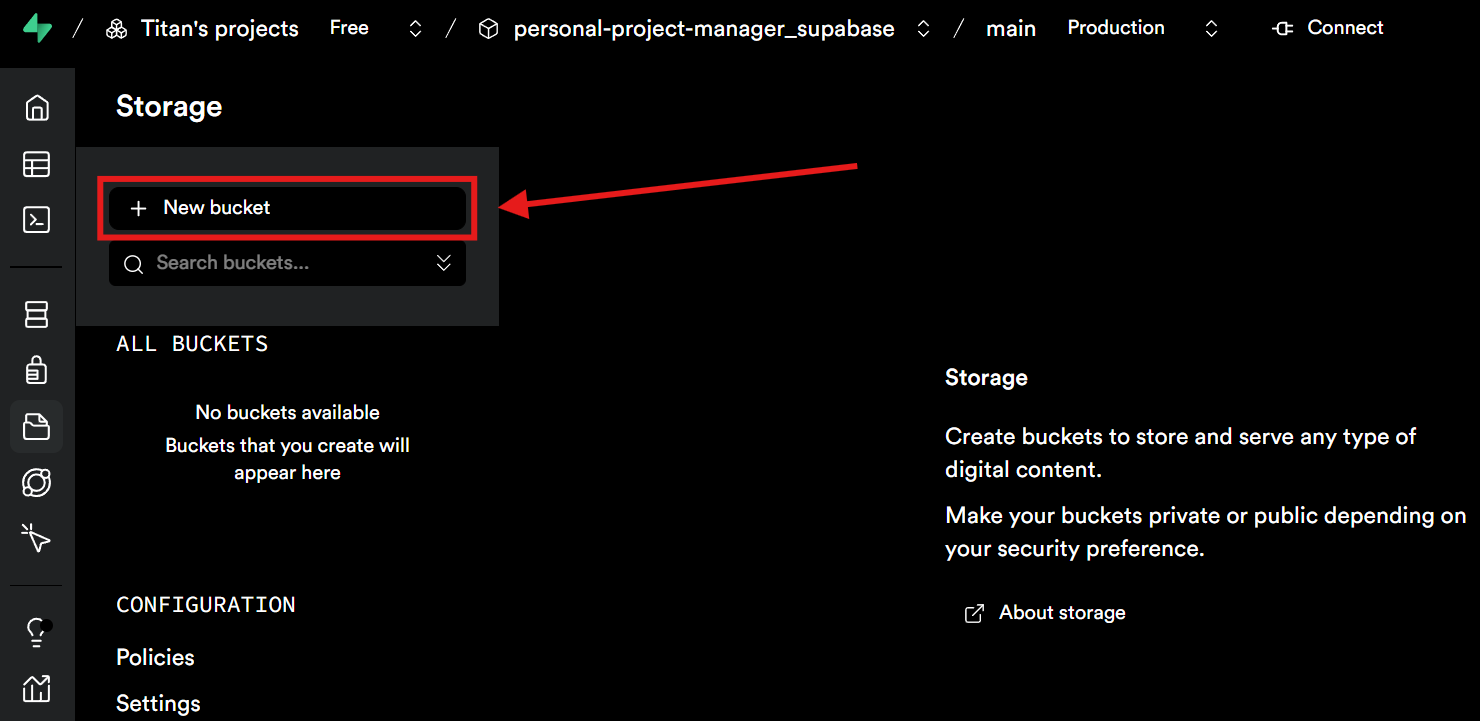 / Titan's projects Free / personal-project-manager_supabase / main Production Connect
Storage
+ New bucket
Search buckets...
ALL BUCKETS
No buckets available
Buckets that you create will
appear here
Storage
Create buckets to store and serve any type of
digital content.
Make your buckets private or public depending on
your security preference.
About storage
CONFIGURATION
Policies
Settings